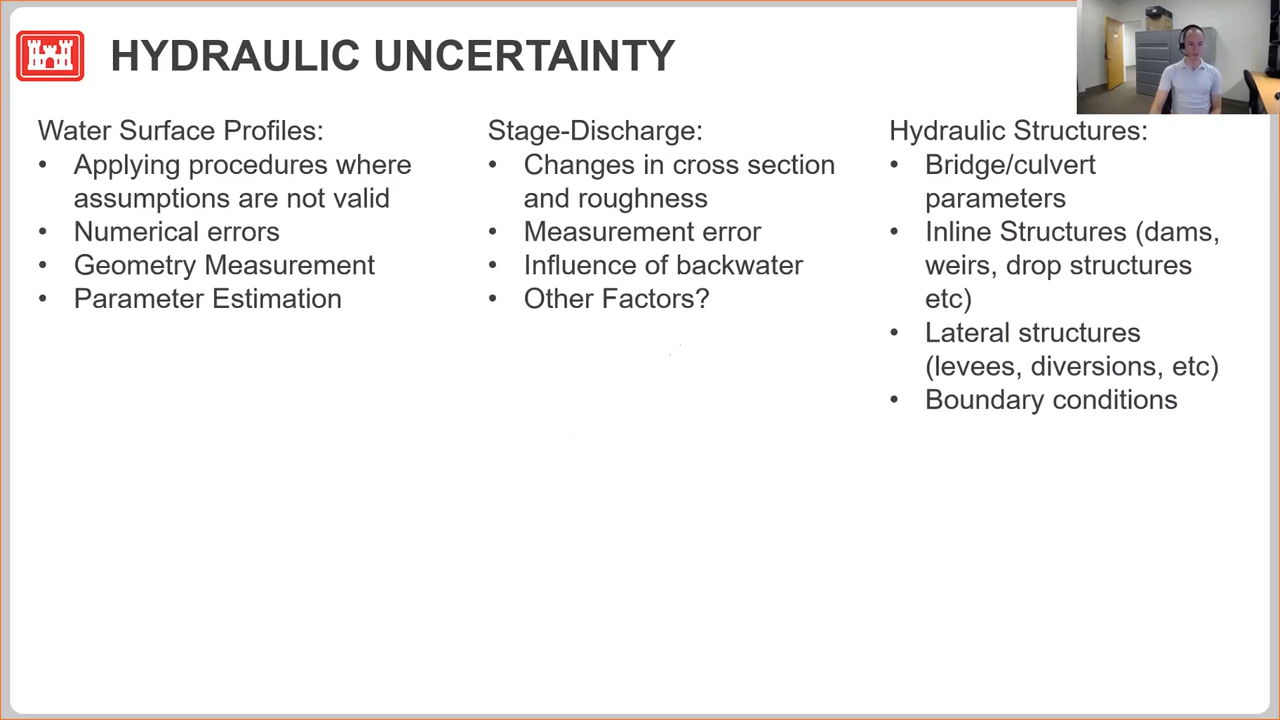 HYDRAULIC UNCERTAINTY
Water Surface Profiles:
• Applying procedures where
assumptions are not valid
• Numerical errors
• Geometry Measurement
• Parameter Estimation
Stage-Discharge:
• Changes in cross section
and roughness
• Measurement error
• Influence of backwater
• Other Factors?
Hydraulic Structures:
• Bridge/culvert
parameters
• Inline Structures (dams,
weirs, drop structures
etc)
• Lateral structures
(levees, diversions, etc)
• Boundary conditions